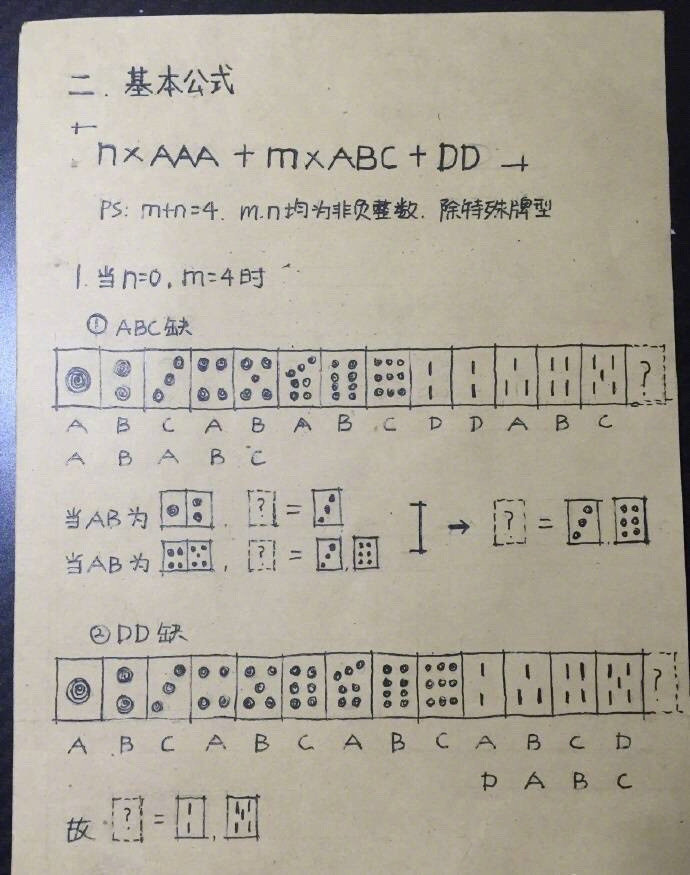 二. 基本公式
n×AAA + m×ABC + DD
PS: m+n=4. m.n均为非负整数. 除特殊牌型
1.当n=0, m=4时
① ABC缺
?
A B C A B A B C D D A B C
A B A B C
当AB为 , ? = → ? = ,
当AB为 , ? = ,
② DD缺
?
A B C A B C A B C A B C D
D A B C
故 ? = ,